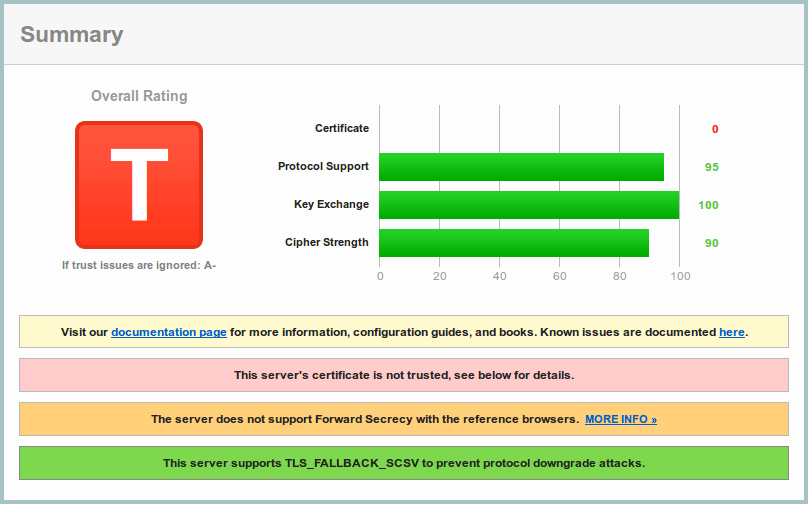 Summary
Overall Rating
T
If trust issues are ignored: A-
Certificate 0
Protocol Support 95
Key Exchange 100
Cipher Strength 90
0 20 40 60 80 100
Visit our documentation page for more information, configuration guides, and books. Known issues are documented here.
This server's certificate is not trusted, see below for details.
The server does not support Forward Secrecy with the reference browsers. MORE INFO »
This server supports TLS_FALLBACK_SCSV to prevent protocol downgrade attacks.